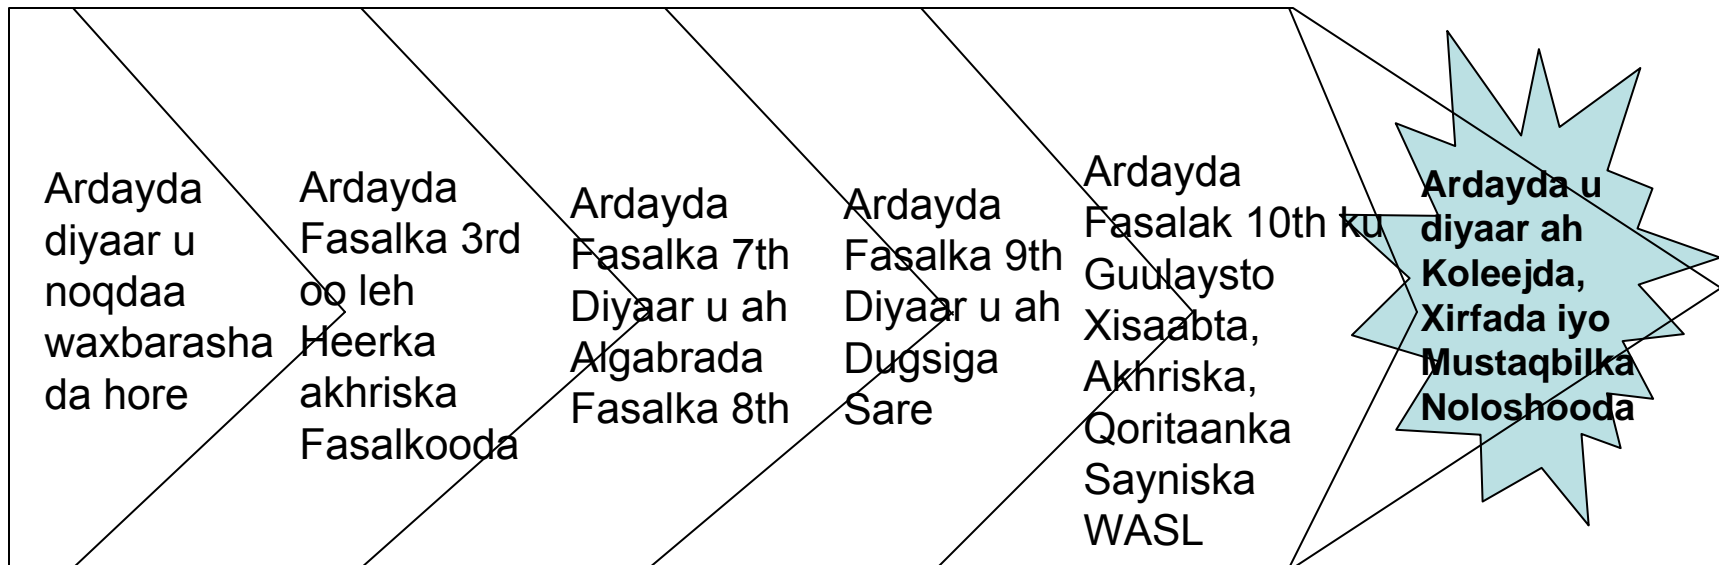 Ardayda
diyaar u
noqdaa
waxbarasha
da hore
Ardayda
Fasalka 3rd
oo leh
Heerka
akhriska
Fasalkooda
Ardayda
Fasalka 7th
Diyaar u ah
Algabrada
Fasalka 8th
Ardayda
Fasalka 9th
Diyaar u ah
Dugsiga
Sare
Ardayda
Fasalak 10th ku
Guulaysto
Xisaabta,
Akhriska,
Qoritaanka
Sayniska
WASL
Ardayda u
diyaar ah
Koleejda,
Xirfada iyo
Mustaqbilka
Noloshooda